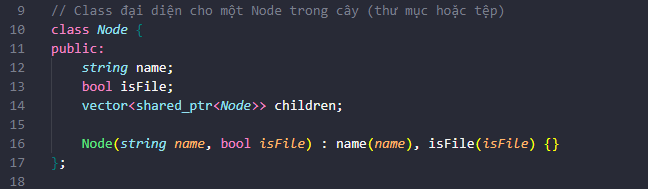 9 // Class đại diện cho một Node trong cây (thư mục hoặc tệp)
10 class Node {
11 public:
12 string name;
13 bool isFile;
14 vector<shared_ptr<Node>> children;
15
16 Node(string name, bool isFile) : name(name), isFile(isFile) {}
17 };
18